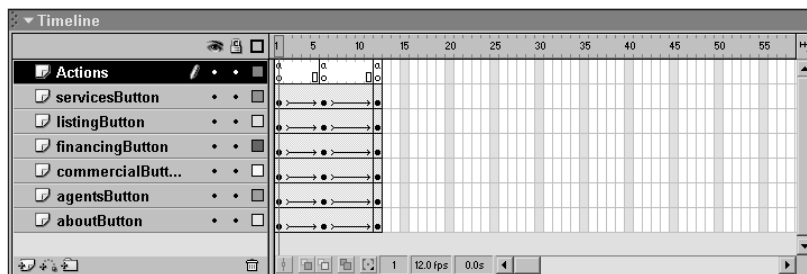 Timeline
1 5 10 15 20 25 30 35 40 45 50 55
Actions
a a a
servicesButton
listingButton
financingButton
commercialButt...
agentsButton
aboutButton
1 12.0 fps 0.0s